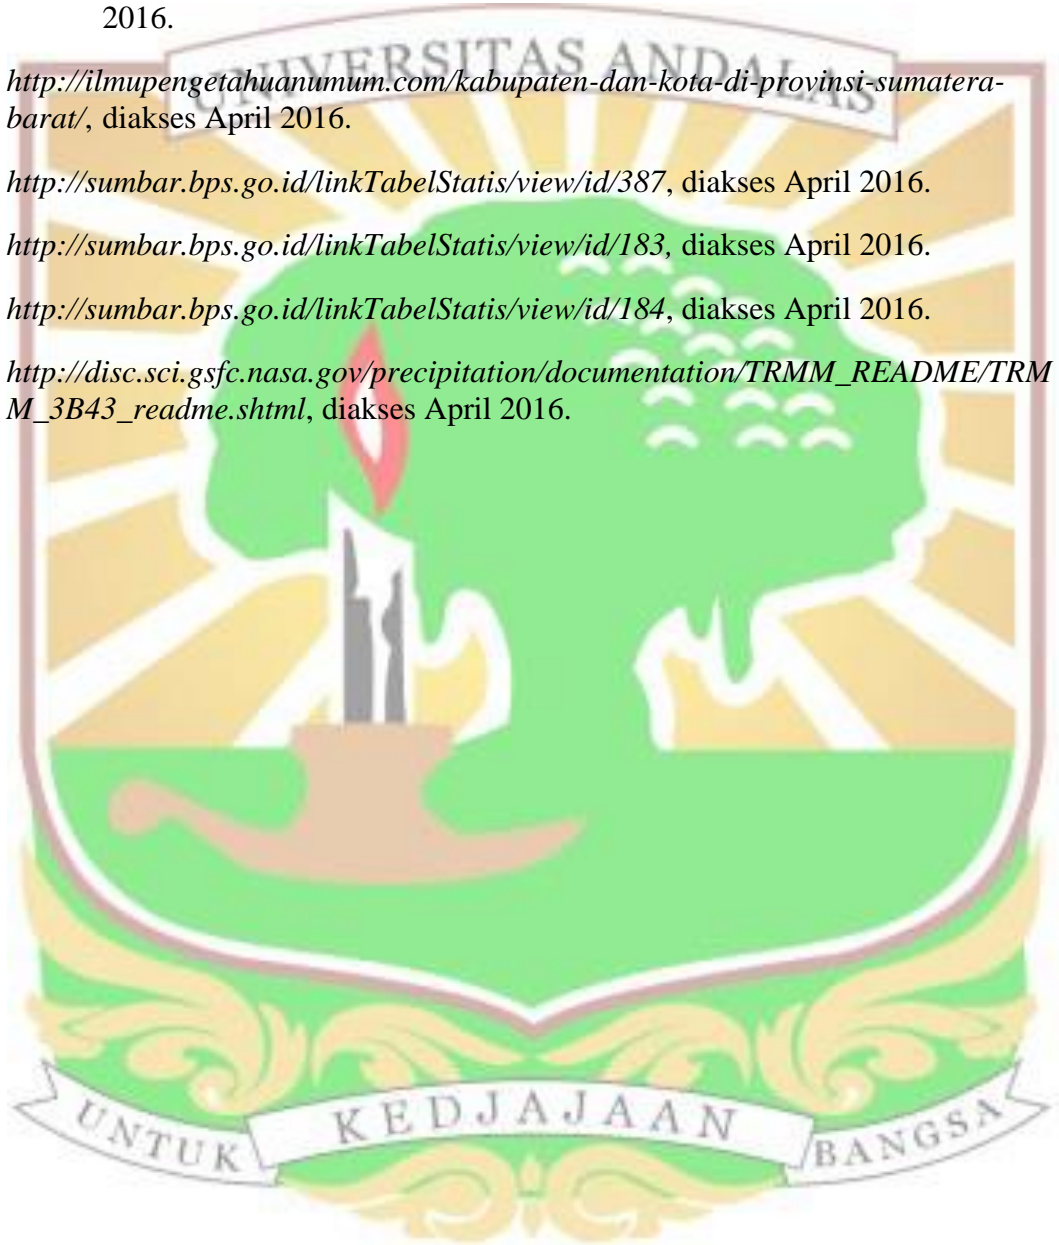 2016.
UNIVERSITAS ANDALAS
http://ilmupengetahuanumum.com/kabupaten-dan-kota-di-provinsi-sumatera-
barat/, diakses April 2016.
http://sumbar.bps.go.id/linkTabelStatis/view/id/387, diakses April 2016.
http://sumbar.bps.go.id/linkTabelStatis/view/id/183, diakses April 2016.
http://sumbar.bps.go.id/linkTabelStatis/view/id/184, diakses April 2016.
http://disc.sci.gsfc.nasa.gov/precipitation/documentation/TRMM_README/TRM
M_3B43_readme.shtml, diakses April 2016.
UNTUK KEDJAJAAN BANGSA